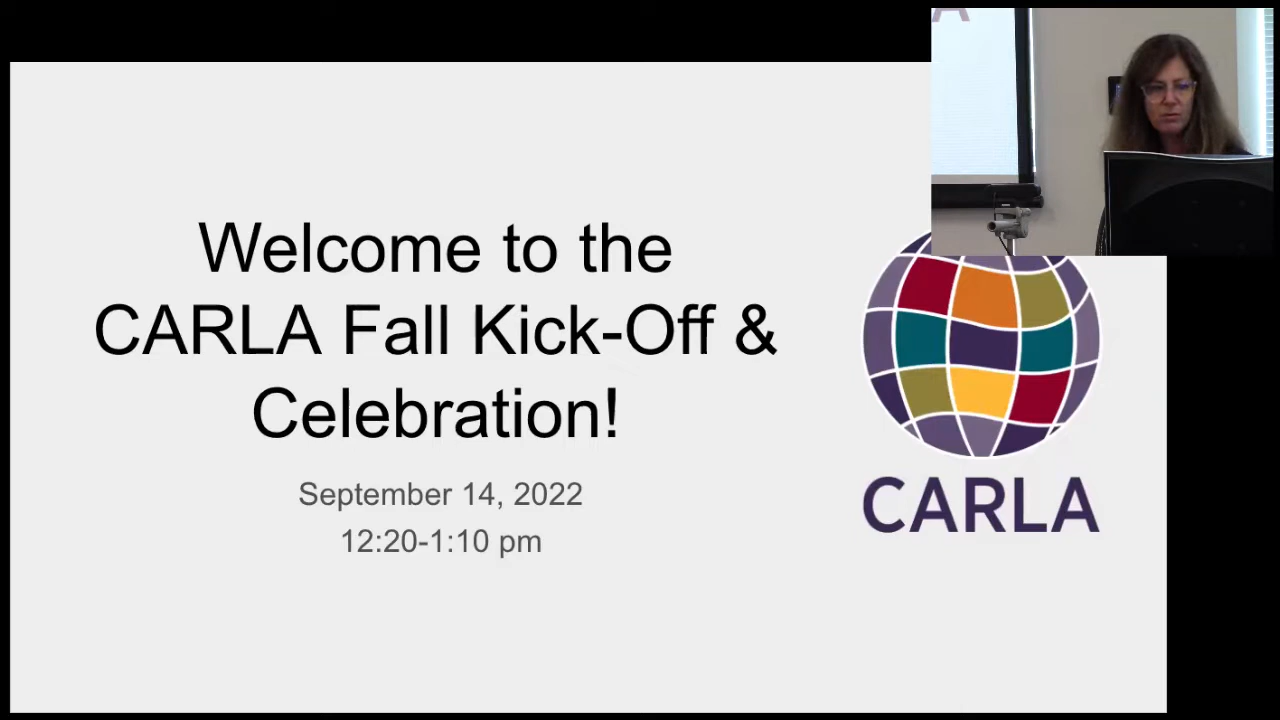 Welcome to the
CARLA Fall Kick-Off &
Celebration!
September 14, 2022
12:20-1:10 pm
CARLA